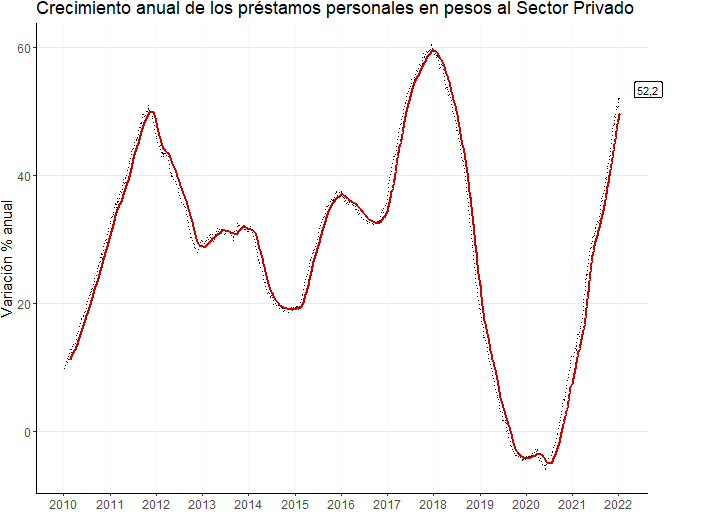 Crecimiento anual de los préstamos personales en pesos al Sector Privado
Variación % anual
60
40
20
0
52,2
2010 2011 2012 2013 2014 2015 2016 2017 2018 2019 2020 2021 2022